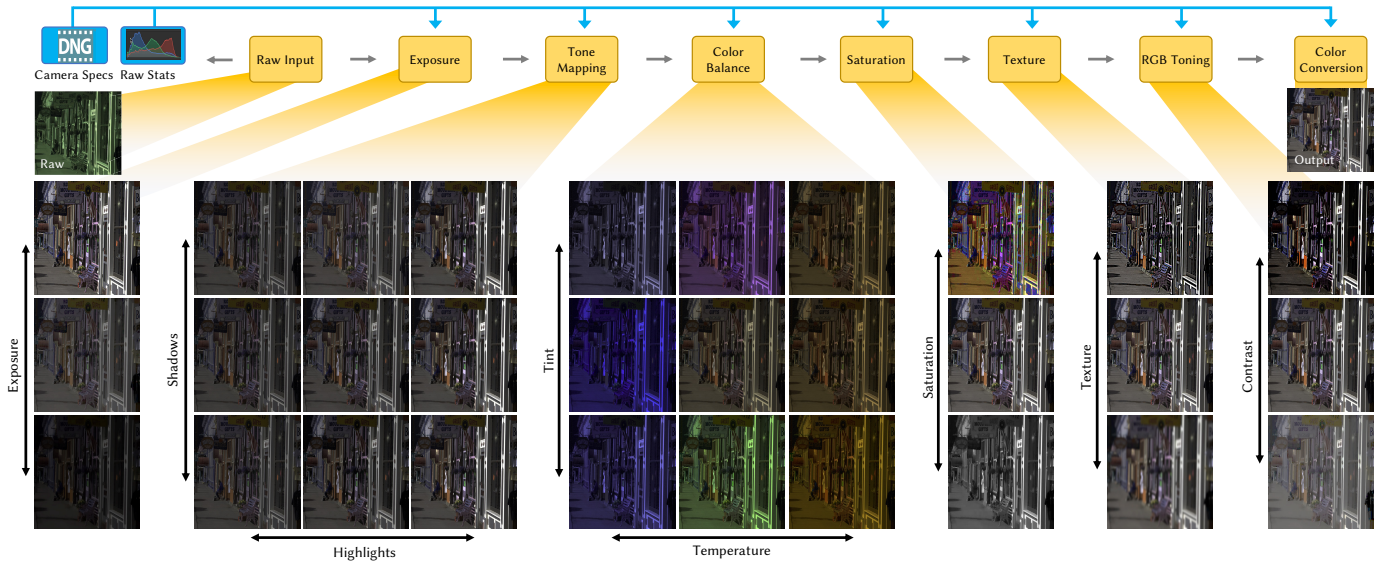 DNG
Camera Specs
Raw Stats
Raw Input
Exposure
Tone
Mapping
Color
Balance
Saturation
Texture
RGB Toning
Color
Conversion
Raw
Output
Exposure
Shadows
Tint
Saturation
Texture
Contrast
Highlights
Temperature